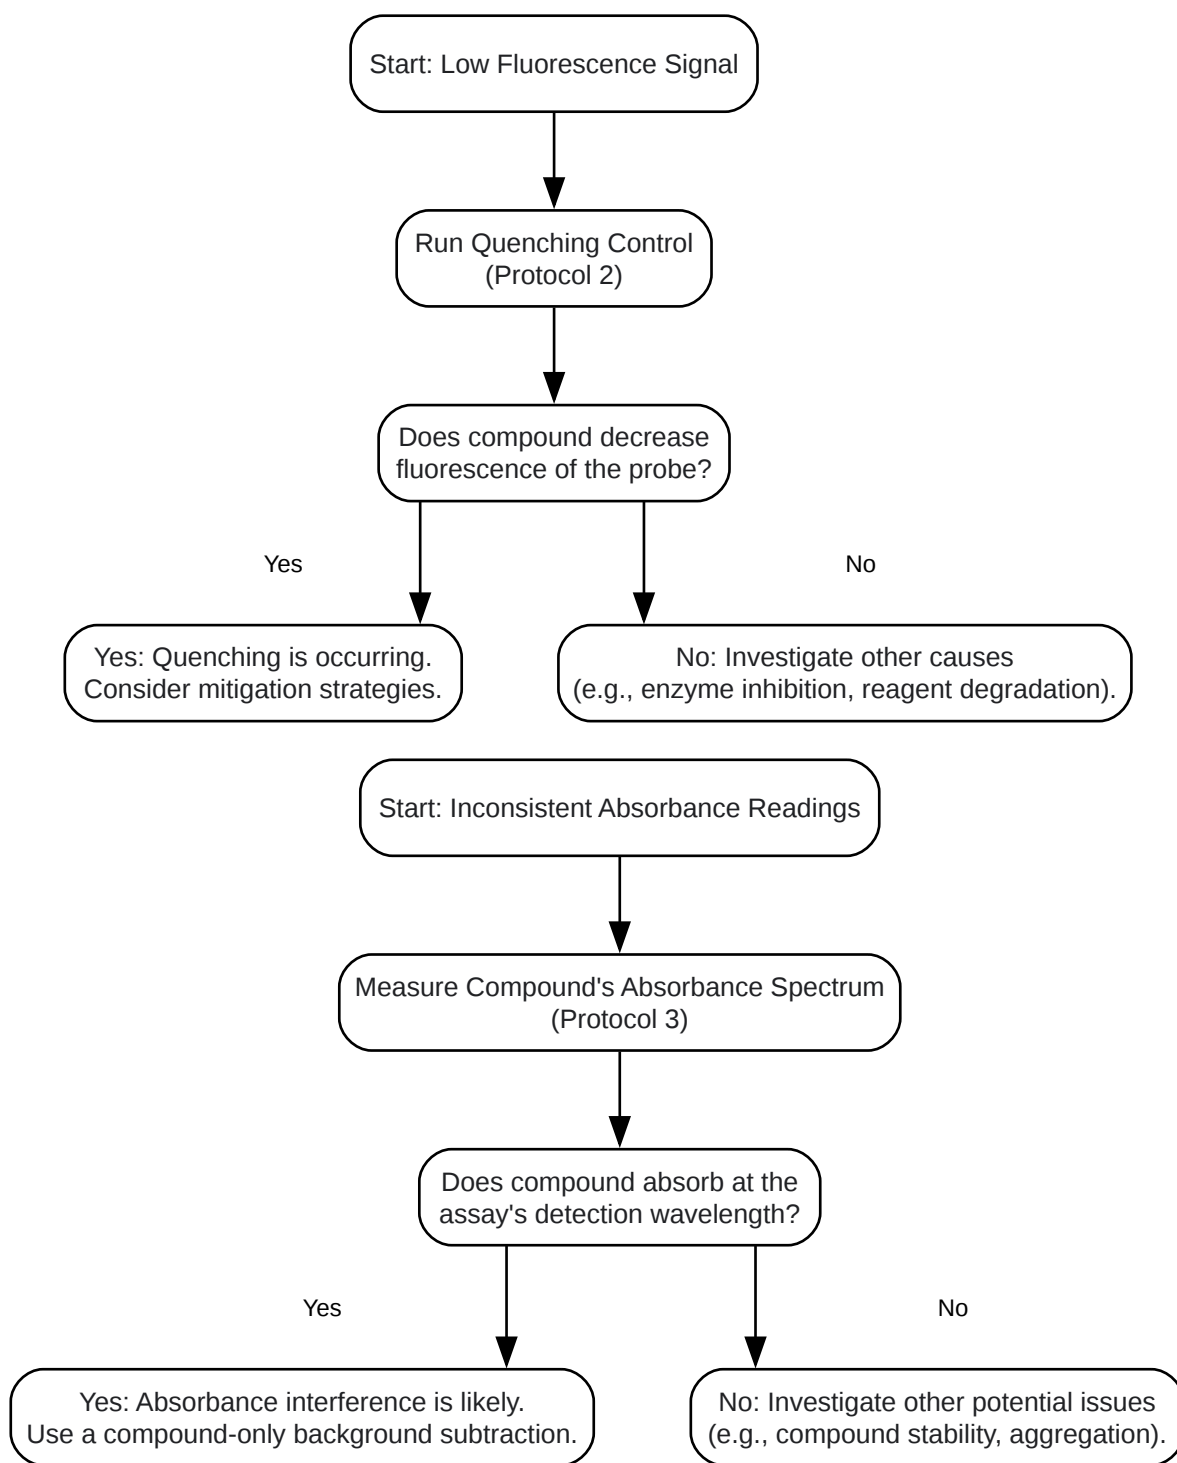 Start: Low Fluorescence Signal
Run Quenching Control
(Protocol 2)
Does compound decrease
fluorescence of the probe?
Yes
No
Yes: Quenching is occurring.
Consider mitigation strategies.
No: Investigate other causes
(e.g., enzyme inhibition, reagent degradation).
Start: Inconsistent Absorbance Readings
Measure Compound's Absorbance Spectrum
(Protocol 3)
Does compound absorb at the
assay's detection wavelength?
Yes
No
Yes: Absorbance interference is likely.
Use a compound-only background subtraction.
No: Investigate other potential issues
(e.g., compound stability, aggregation).